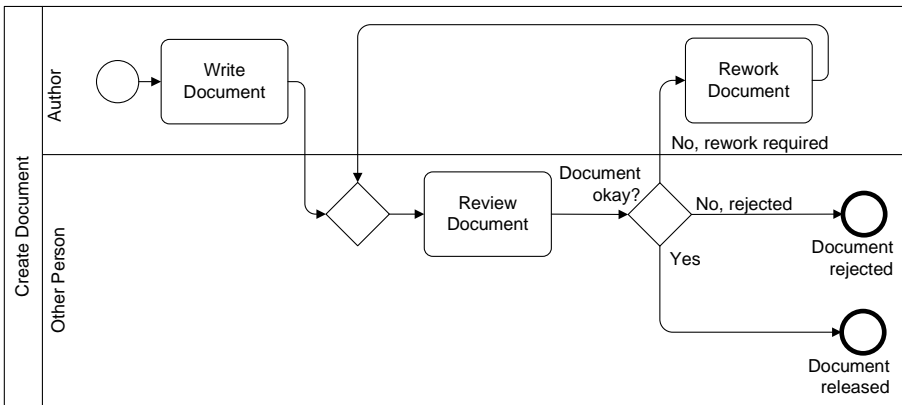 Create Document
Author
Write
Document
Rework
Document
No, rework required
Other Person
Review
Document
Document
okay?
No, rejected
Document
rejected
Yes
Document
released